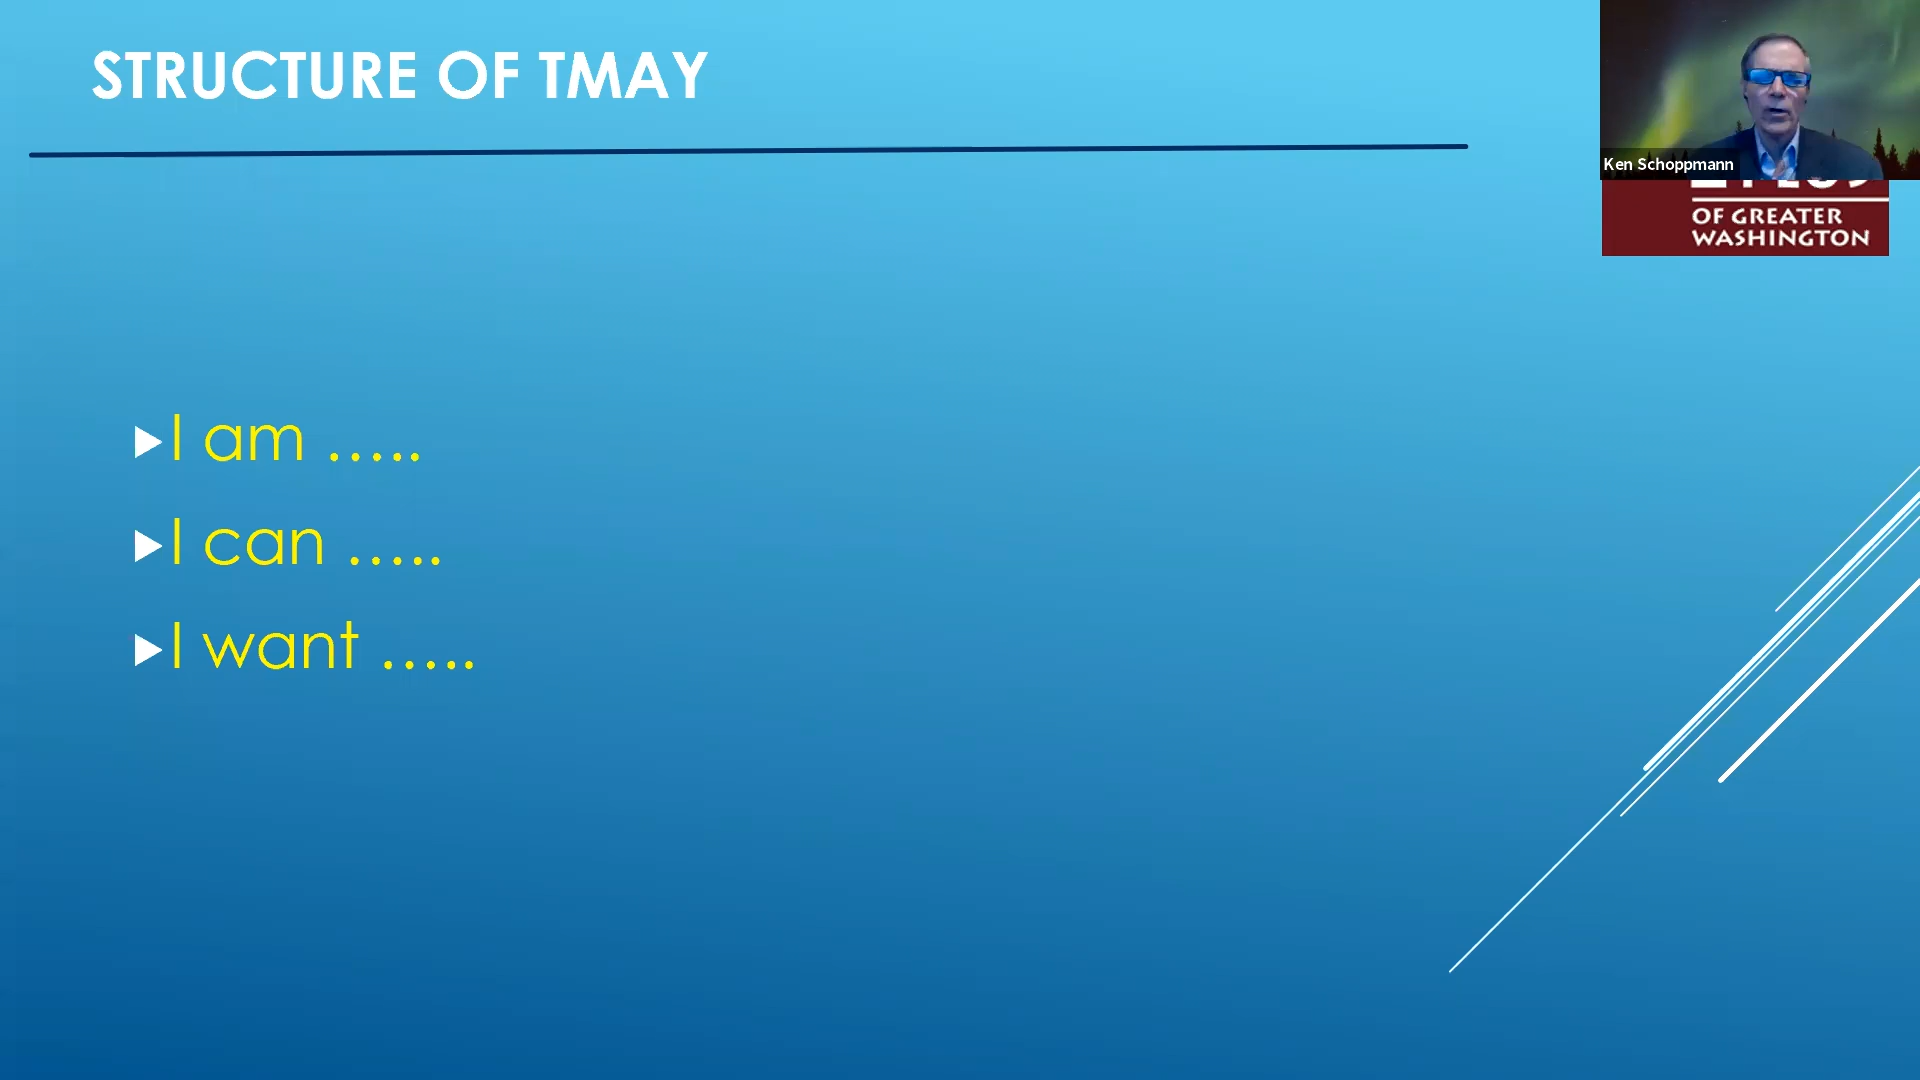 STRUCTURE OF TMAY
Ken Schoppmann
OF GREATER
WASHINGTON
I am .....
I can .....
I want .....